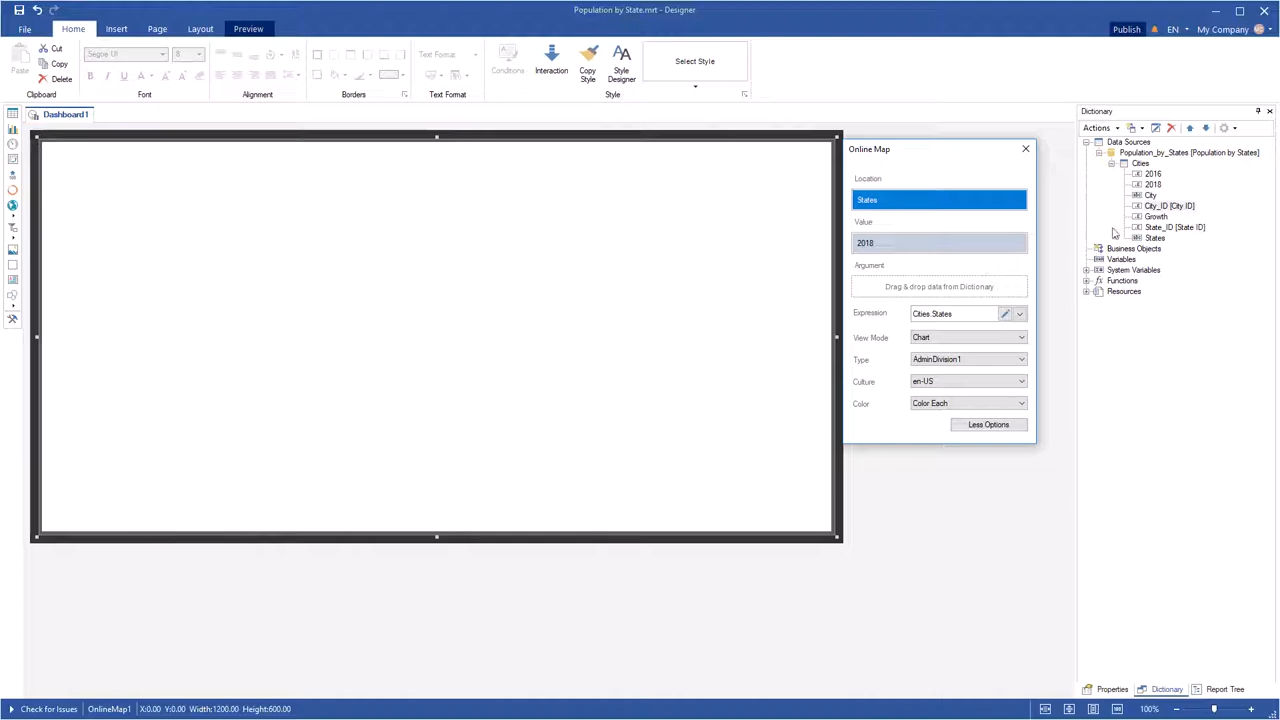 Population by State.mrt - Designer
File Home Insert Page Layout Preview
Publish EN My Company
Paste Cut Copy Delete
Segoe UI 8
Text Format
Conditions Interaction Copy Style Style Designer
Select Style
Clipboard Font Alignment Borders Text Format Style
Dashboard1
Online Map
Location
States
Value
2018
Argument
Drag & drop data from Dictionary
Expression Cities.States
View Mode Chart
Type AdminDivision1
Culture en-US
Color Color Each
Less Options
Dictionary
Actions
Data Sources
Population_by_States [Population by States]
Cities
2016
2018
City
City_ID [City ID]
Growth
State_ID [State ID]
States
Business Objects
Variables
System Variables
Functions
Resources
Properties Dictionary Report Tree
Check for Issues OnlineMap1 X:0.00 Y:0.00 Width:1200.00 Height:600.00 100%